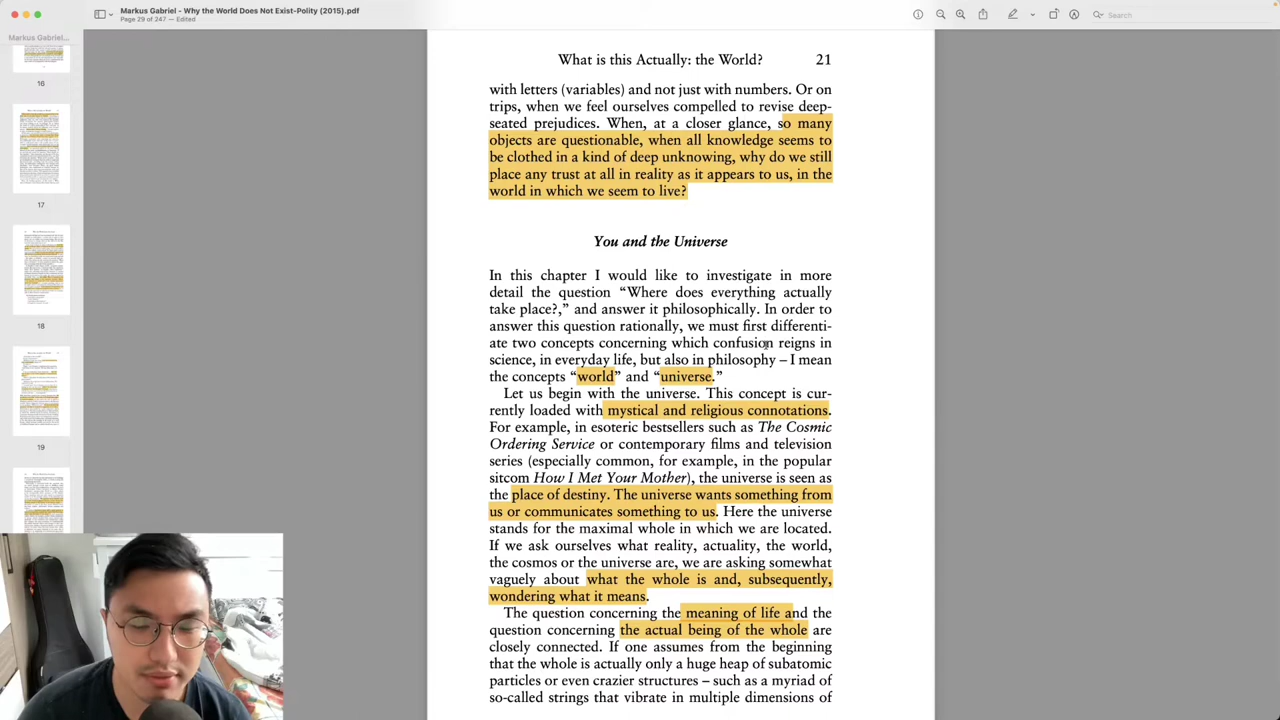 Markus Gabriel - Why the World Does Not Exist-Polity (2015).pdf
Page 29 of 247 — Edited
Search
Markus Gabriel...
16
17
18
19
What is this Actually: the World? 21
with letters (variables) and not just with numbers. Or on
trips, when we feel ourselves compelled to revise deep-
seated prejudices. When, at a closer glance, so many
objects are questionable, when all knowledge seems to
be clothed in a kind of deep unknowing, why do we still
place any trust at all in reality as it appears to us, in the
world in which we seem to live?
You and the Universe
In this chapter I would like to investigate in more
detail the question “Where does everything actually
take place?,” and answer it philosophically. In order to
answer this question rationally, we must first differenti-
ate two concepts concerning which confusion reigns in
science, in everyday life, but also in philosophy – I mean
the concepts “world” and “universe.”
Let us begin with the universe. This concept is cur-
rently loaded with mystical and religious connotations.
For example, in esoteric bestsellers such as The Cosmic
Ordering Service or contemporary films and television
series (especially common, for example, in the popular
sitcom How I Met Your Mother), the universe is seen as
the place of destiny. The universe wants something from
us or communicates something to us. Here the universe
stands for the maximal whole in which we are located.
If we ask ourselves what reality, actuality, the world,
the cosmos or the universe are, we are asking somewhat
vaguely about what the whole is and, subsequently,
wondering what it means.
The question concerning the meaning of life and the
question concerning the actual being of the whole are
closely connected. If one assumes from the beginning
that the whole is actually only a huge heap of subatomic
particles or even crazier structures – such as a myriad of
so-called strings that vibrate in multiple dimensions of